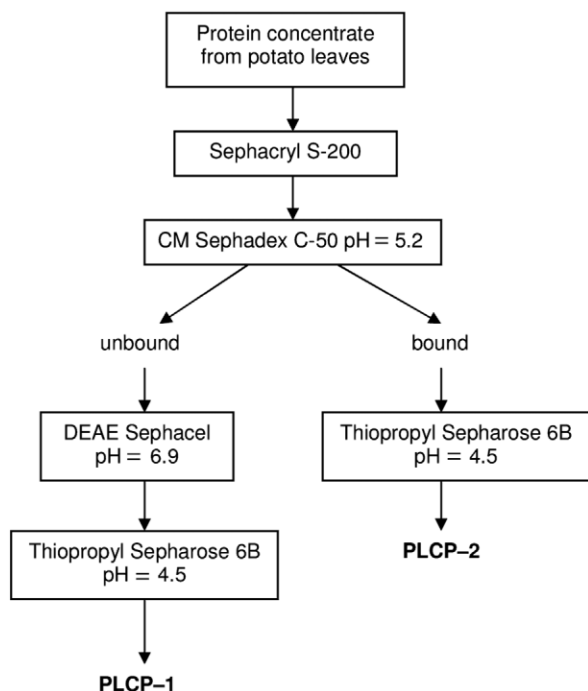 Protein concentrate
from potato leaves
Sephacryl S-200
CM Sephadex C-50 pH = 5.2
unbound
bound
DEAE Sephacel
pH = 6.9
Thiopropyl Sepharose 6B
pH = 4.5
Thiopropyl Sepharose 6B
pH = 4.5
PLCP–2
PLCP–1